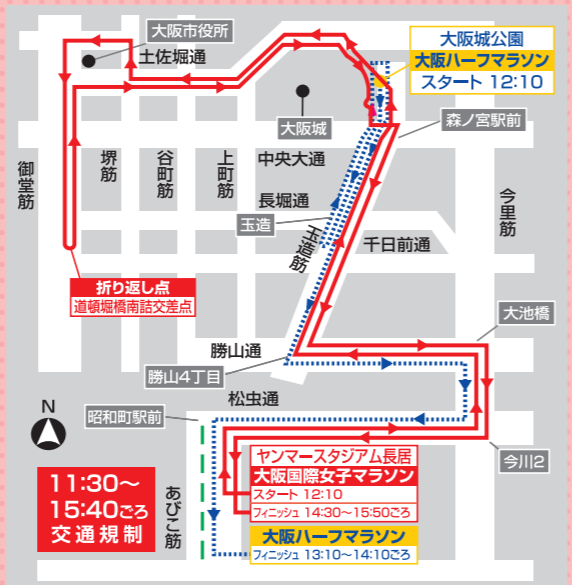 大阪市役所
土佐堀通
大阪城公園
大阪ハーフマラソン
スタート 12:10
大阪城
森ノ宮駅前
御堂筋
堺筋
谷町筋
上町筋
中央大通
長堀通
玉造
玉造筋
千日前通
今里筋
折り返し点
道頓堀橋南詰交差点
大池橋
勝山通
勝山4丁目
松虫通
昭和町駅前
N
今川2
11:30〜
15:40ごろ
交通規制
あびこ筋
ヤンマースタジアム長居
大阪国際女子マラソン
スタート 12:10
フィニッシュ 14:30〜15:50ごろ
大阪ハーフマラソン
フィニッシュ 13:10〜14:10ごろ